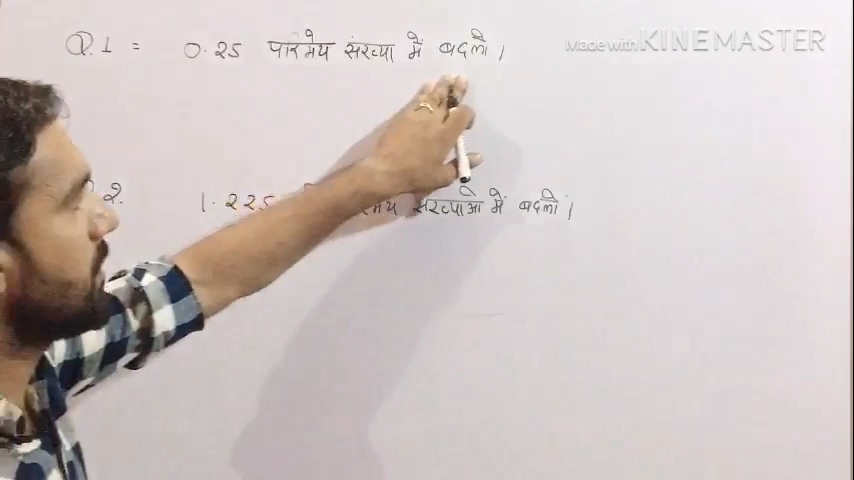 Q.1 = 0.25 परिमेय संख्या में बदलो।
Made with KINEMASTER
2. 1.225 मेय संख्याओ में बदलो।